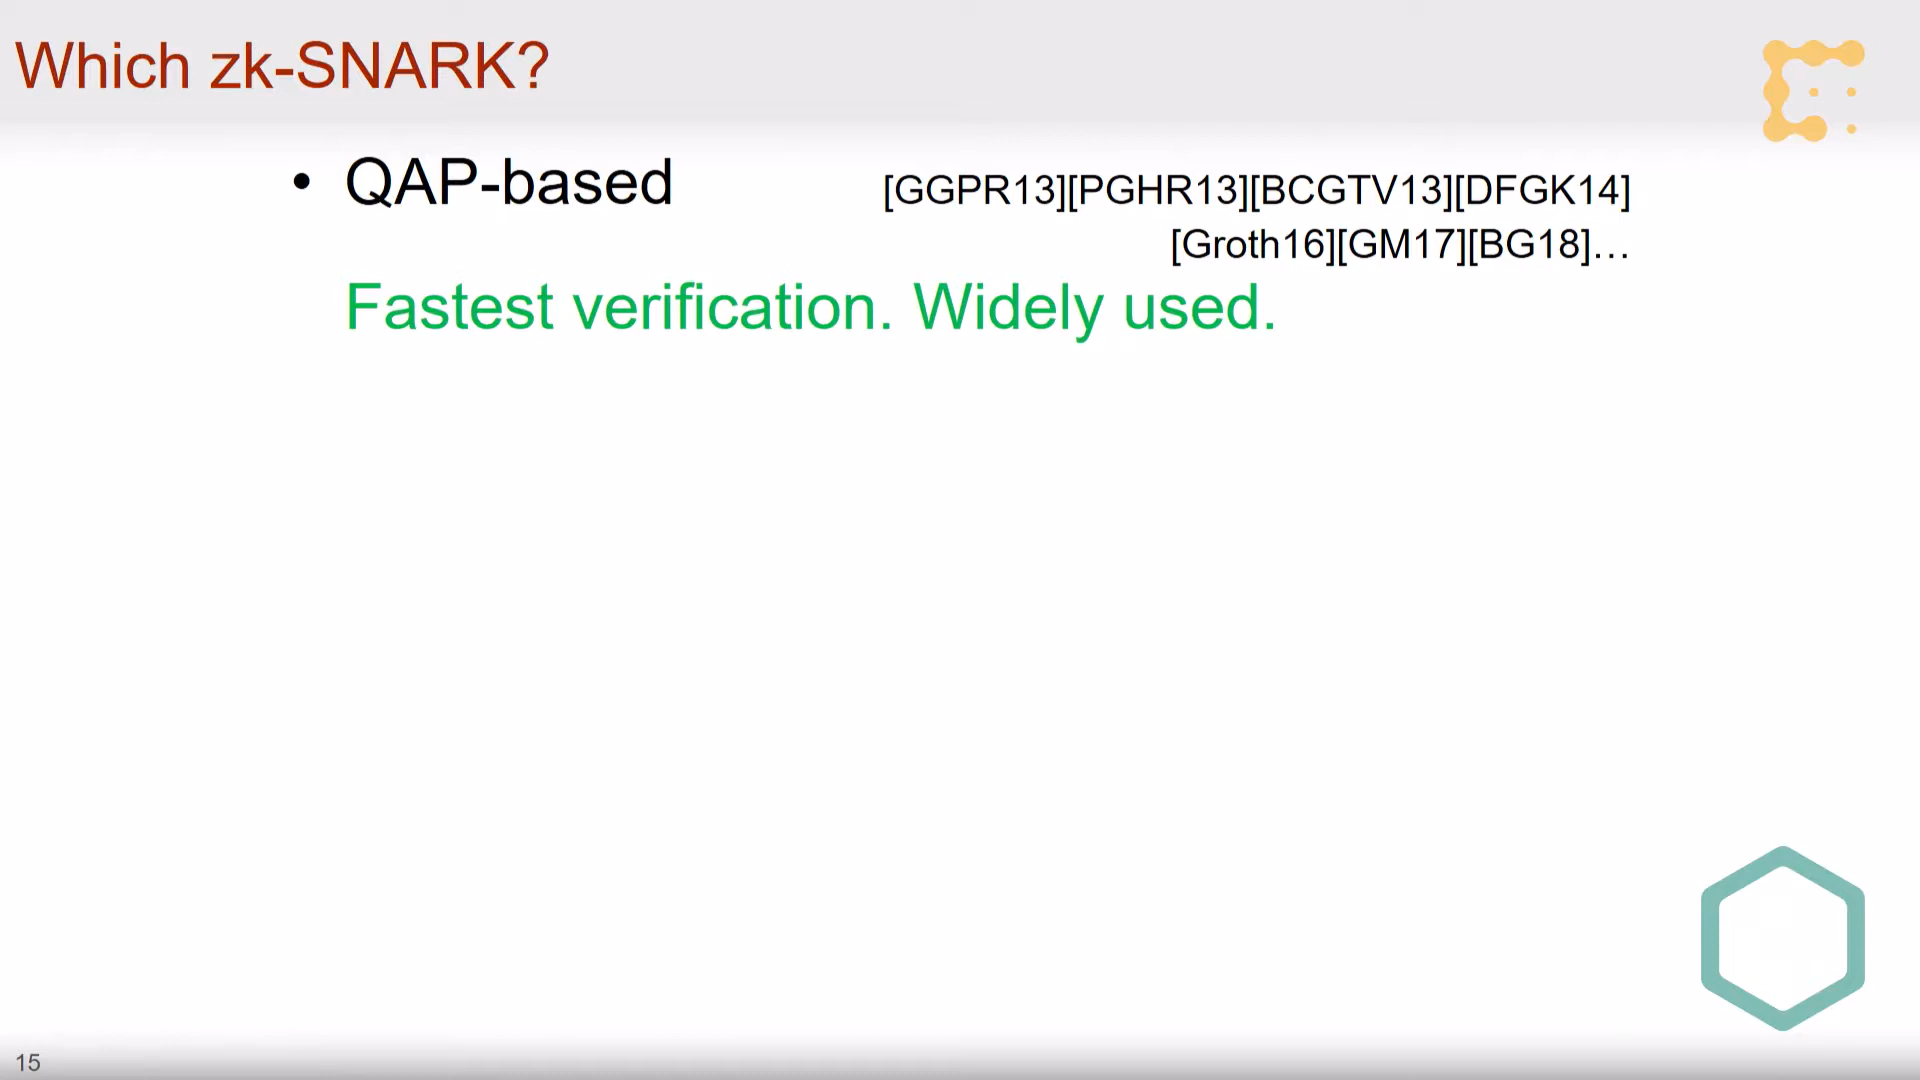 Which zk-SNARK?
• QAP-based [GGPR13][PGHR13][BCGTV13][DFGK14]
[Groth16][GM17][BG18]…
Fastest verification. Widely used.
15